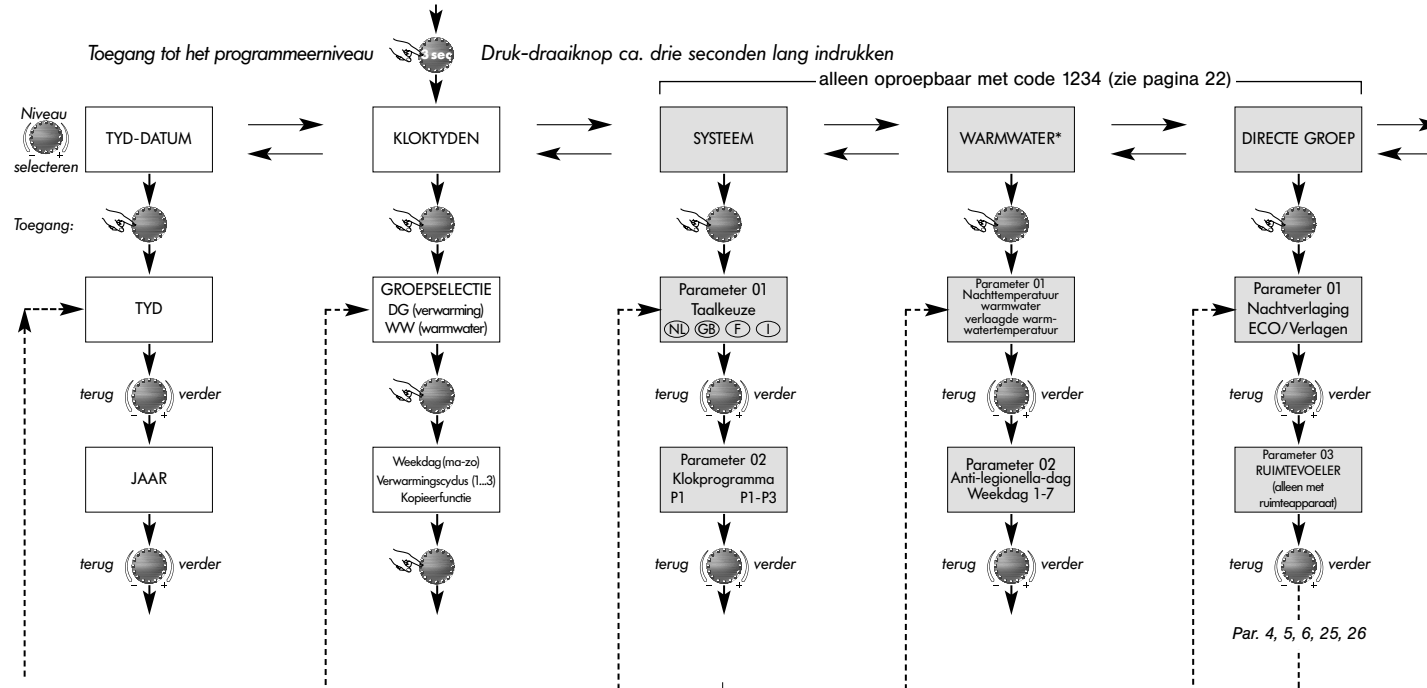 Toegang tot het programmeerniveau
3 sec
Druk-draaiknop ca. drie seconden lang indrukken
alleen oproepbaar met code 1234 (zie pagina 22)
Niveau
- +
selecteren
TYD-DATUM
KLOKTYDEN
SYSTEEM
WARMWATER*
DIRECTE GROEP
Toegang:
TYD
GROEPSELECTIE
DG (verwarming)
WW (warmwater)
Parameter 01
Taalkeuze
NL GB F I
Parameter 01
Nachttemperatuur
warmwater
verlaagde warm-
watertemperatuur
Parameter 01
Nachtverlaging
ECO/Verlagen
terug - + verder
terug - + verder
terug - + verder
terug - + verder
JAAR
Weekdag (ma-zo)
Verwarmingscyclus (1...3)
Kopieerfunctie
Parameter 02
Klokprogramma
P1 P1-P3
Parameter 02
Anti-legionella-dag
Weekdag 1-7
Parameter 03
RUIMTEVOELER
(alleen met
ruimteapparaat)
terug - + verder
terug - + verder
terug - + verder
terug - + verder
Par. 4, 5, 6, 25, 26